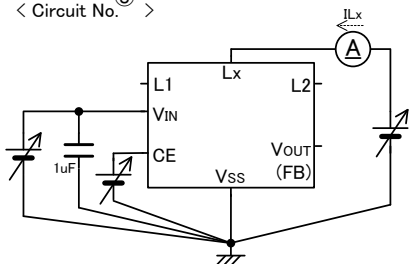 < Circuit No. >
ILx
A
L1
Lx
L2
VIN
CE
VOUT
(FB)
VSS
1uF